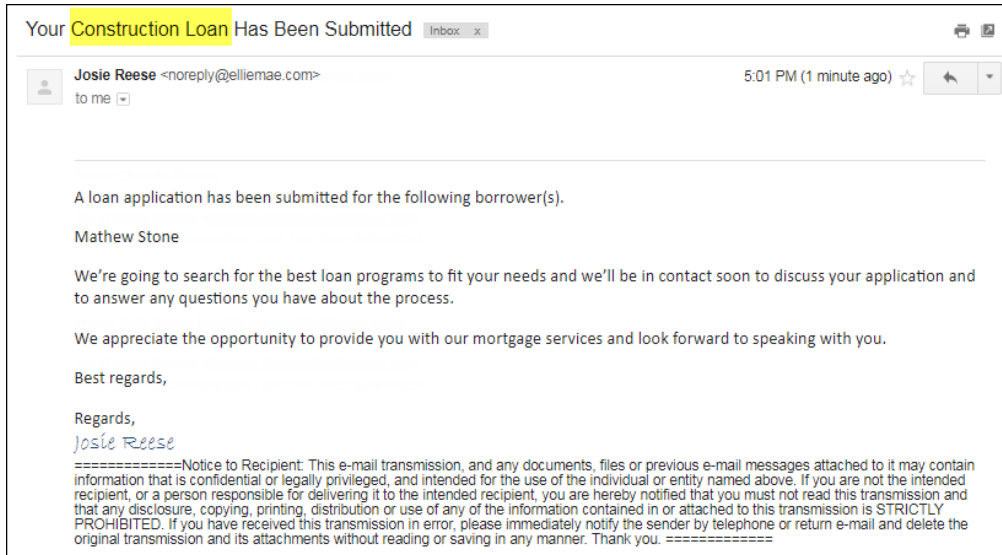 Your Construction Loan Has Been Submitted Inbox x
Josie Reese <noreply@elliemae.com> 5:01 PM (1 minute ago)
to me
A loan application has been submitted for the following borrower(s).
Mathew Stone
We're going to search for the best loan programs to fit your needs and we'll be in contact soon to discuss your application and
to answer any questions you have about the process.
We appreciate the opportunity to provide you with our mortgage services and look forward to speaking with you.
Best regards,
Regards,
Josie Reese
=============Notice to Recipient: This e-mail transmission, and any documents, files or previous e-mail messages attached to it may contain
information that is confidential or legally privileged, and intended for the use of the individual or entity named above. If you are not the intended
recipient, or a person responsible for delivering it to the intended recipient, you are hereby notified that you must not read this transmission and
that any disclosure, copying, printing, distribution or use of any of the information contained in or attached to this transmission is STRICTLY
PROHIBITED. If you have received this transmission in error, please immediately notify the sender by telephone or return e-mail and delete the
original transmission and its attachments without reading or saving in any manner. Thank you. =============